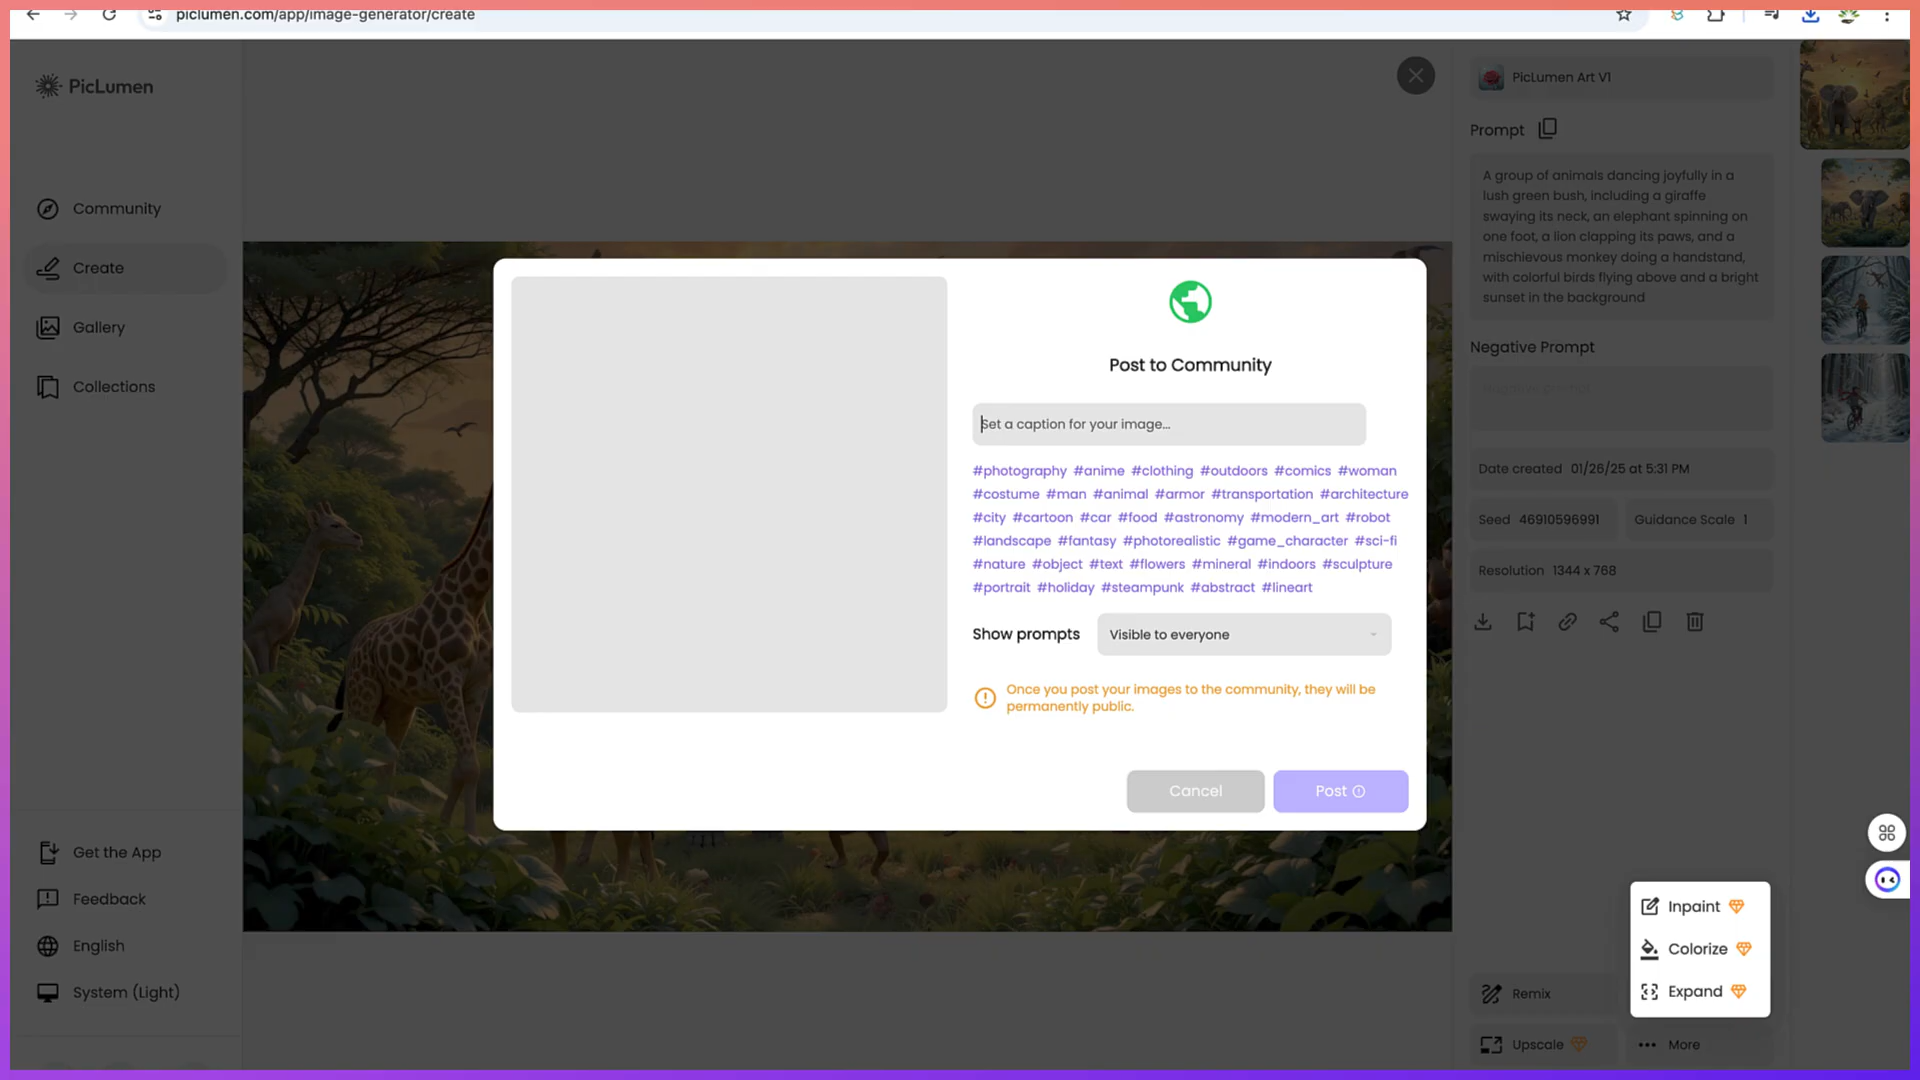 piclumen.com/app/image-generator/create
PicLumen
Community
Create
Gallery
Collections
Get the App
Feedback
English
System (Light)
Post to Community
Set a caption for your image...
#photography #anime #clothing #outdoors #comics #woman
#costume #man #animal #armor #transportation #architecture
#city #cartoon #car #food #astronomy #modern_art #robot
#landscape #fantasy #photorealistic #game_character #sci-fi
#nature #object #text #flowers #mineral #indoors #sculpture
#portrait #holiday #steampunk #abstract #lineart
Show prompts Visible to everyone
Once you post your images to the community, they will be
permanently public.
Cancel Post
PicLumen Art V1
Prompt
A group of animals dancing joyfully in a
lush green bush, including a giraffe
swaying its neck, an elephant spinning on
one foot, a lion clapping its paws, and a
mischievous monkey doing a handstand,
with colorful birds flying above and a bright
sunset in the background
Negative Prompt
Negative prompt
Date created 01/26/25 at 5:31 PM
Seed 46910596991 Guidance Scale 1
Resolution 1344 x 768
Inpaint
Colorize
Expand
Remix
Upscale More